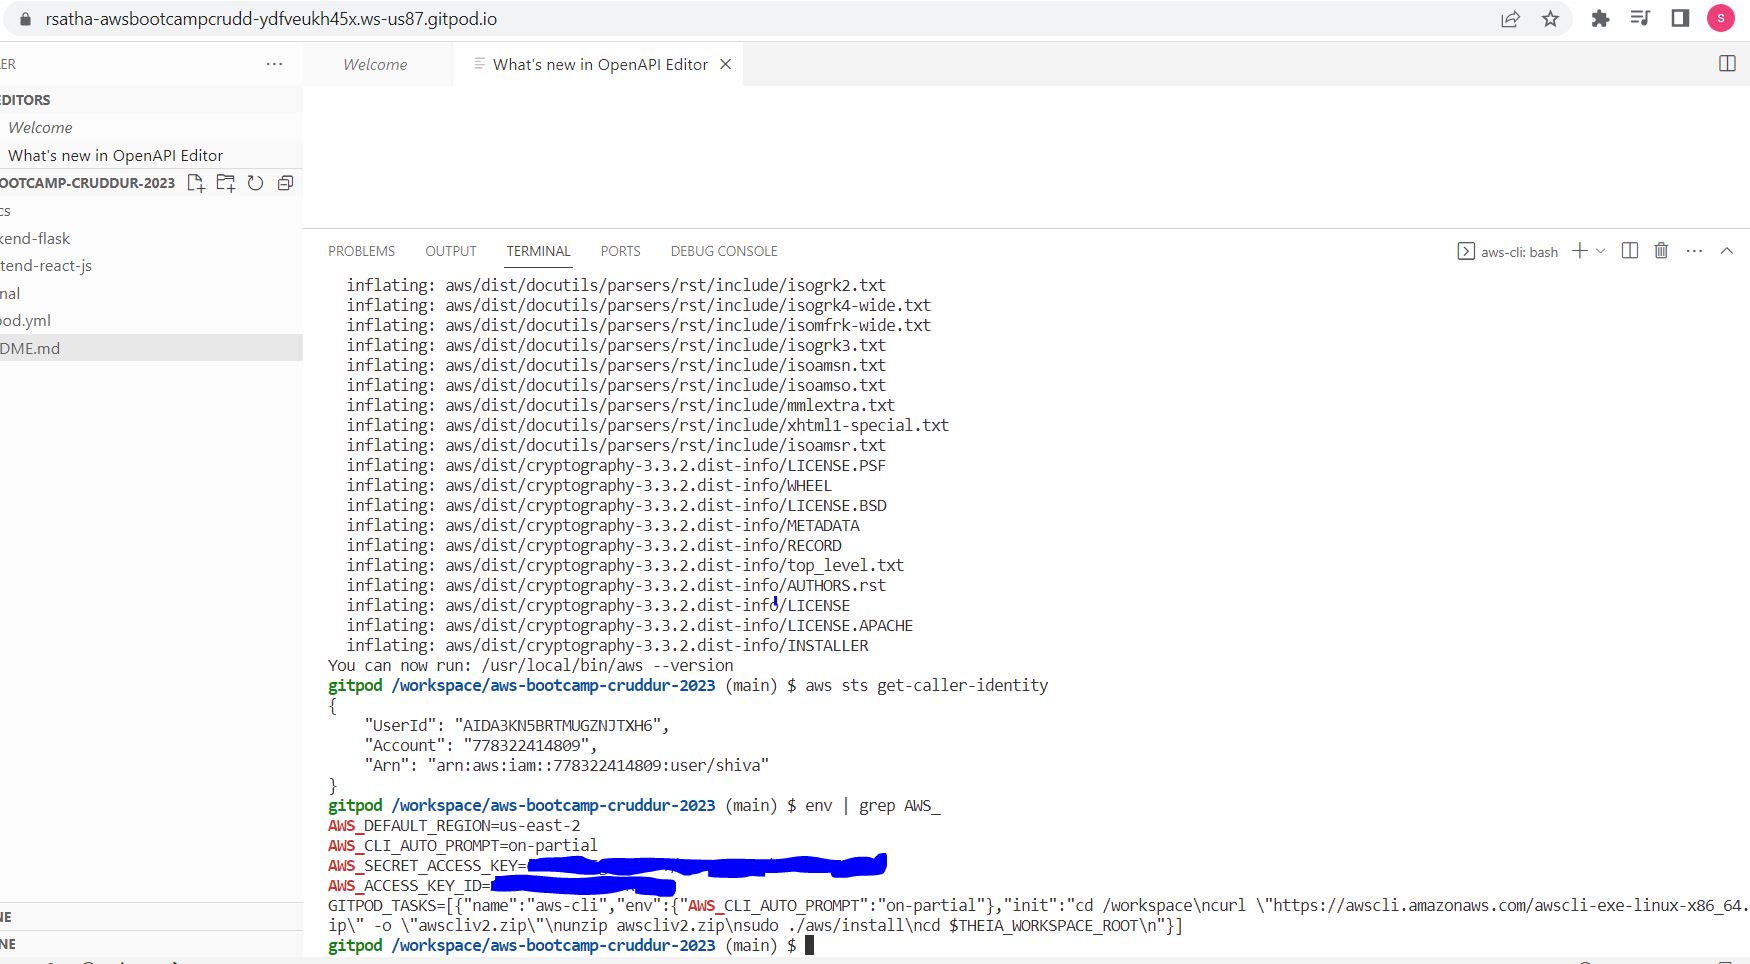 rsatha-awsbootcampcrudd-ydfveukh45x.ws-us87.gitpod.io
S
ER
Welcome
What's new in OpenAPI Editor
EDITORS
Welcome
What's new in OpenAPI Editor
OOTCAMP-CRUDDUR-2023
cs
kend-flask
tend-react-js
nal
pod.yml
DME.md
NE
NE
PROBLEMS OUTPUT TERMINAL PORTS DEBUG CONSOLE
aws-cli: bash
inflating: aws/dist/docutils/parsers/rst/include/isogrk2.txt
inflating: aws/dist/docutils/parsers/rst/include/isogrk4-wide.txt
inflating: aws/dist/docutils/parsers/rst/include/isomfrk-wide.txt
inflating: aws/dist/docutils/parsers/rst/include/isogrk3.txt
inflating: aws/dist/docutils/parsers/rst/include/isoamsn.txt
inflating: aws/dist/docutils/parsers/rst/include/isoamso.txt
inflating: aws/dist/docutils/parsers/rst/include/mmlextra.txt
inflating: aws/dist/docutils/parsers/rst/include/xhtml1-special.txt
inflating: aws/dist/docutils/parsers/rst/include/isoamsr.txt
inflating: aws/dist/cryptography-3.3.2.dist-info/LICENSE.PSF
inflating: aws/dist/cryptography-3.3.2.dist-info/WHEEL
inflating: aws/dist/cryptography-3.3.2.dist-info/LICENSE.BSD
inflating: aws/dist/cryptography-3.3.2.dist-info/METADATA
inflating: aws/dist/cryptography-3.3.2.dist-info/RECORD
inflating: aws/dist/cryptography-3.3.2.dist-info/top_level.txt
inflating: aws/dist/cryptography-3.3.2.dist-info/AUTHORS.rst
inflating: aws/dist/cryptography-3.3.2.dist-info/LICENSE
inflating: aws/dist/cryptography-3.3.2.dist-info/LICENSE.APACHE
inflating: aws/dist/cryptography-3.3.2.dist-info/INSTALLER
You can now run: /usr/local/bin/aws --version
gitpod /workspace/aws-bootcamp-cruddur-2023 (main) $ aws sts get-caller-identity
{
"UserId": "AIDA3KN5BRTMUGZNJTXH6",
"Account": "778322414809",
"Arn": "arn:aws:iam::778322414809:user/shiva"
}
gitpod /workspace/aws-bootcamp-cruddur-2023 (main) $ env | grep AWS_
AWS_DEFAULT_REGION=us-east-2
AWS_CLI_AUTO_PROMPT=on-partial
AWS_SECRET_ACCESS_KEY=
AWS_ACCESS_KEY_ID=
GITPOD_TASKS=[{"name":"aws-cli","env":{"AWS_CLI_AUTO_PROMPT":"on-partial"},"init":"cd /workspace\ncurl \"https://awscli.amazonaws.com/awscli-exe-linux-x86_64.
ip\" -o \"awscliv2.zip\"\nunzip awscliv2.zip\nsudo ./aws/install\ncd $THEIA_WORKSPACE_ROOT\n"}]
gitpod /workspace/aws-bootcamp-cruddur-2023 (main) $